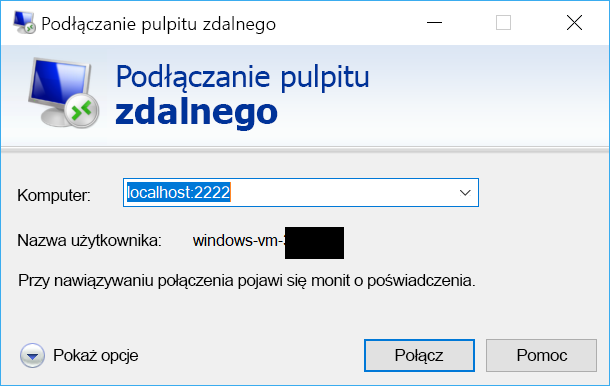 Podłączanie pulpitu zdalnego
Podłączanie pulpitu
zdalnego
Komputer:
localhost:2222
Nazwa użytkownika: windows-vm-
Przy nawiązywaniu połączenia pojawi się monit o poświadczenia.
Pokaż opcje
Połącz
Pomoc